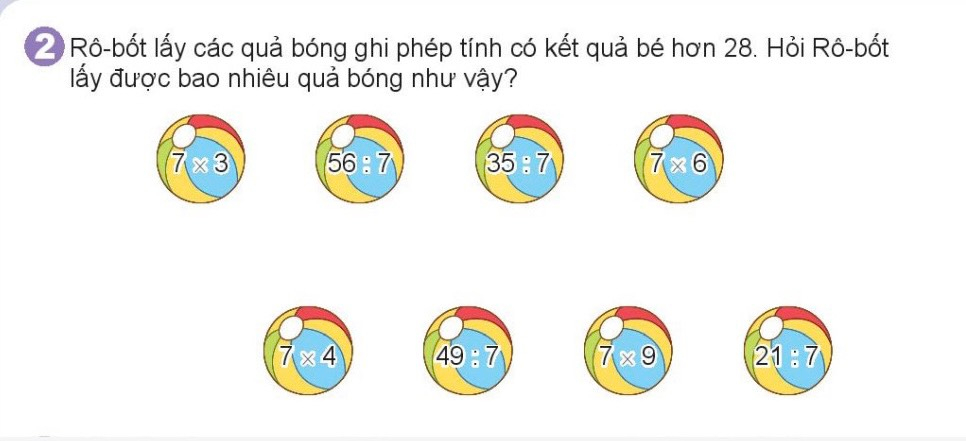 2 Rô-bốt lấy các quả bóng ghi phép tính có kết quả bé hơn 28. Hỏi Rô-bốt
lấy được bao nhiêu quả bóng như vậy?
7 × 3 56 : 7 35 : 7 7 × 6
7 × 4 49 : 7 7 × 9 21 : 7